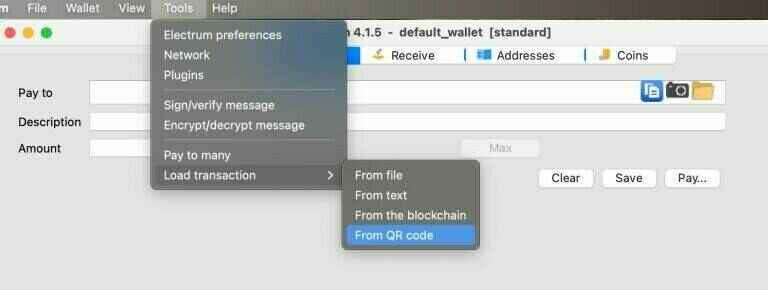 File Wallet View Tools Help
4.1.5 - default_wallet [standard]
Electrum preferences
Receive Addresses Coins
Network
Plugins
Pay to
Sign/verify message
Description
Encrypt/decrypt message
Amount
Max
Pay to many
Load transaction
From file
Clear Save Pay...
From text
From the blockchain
From QR code